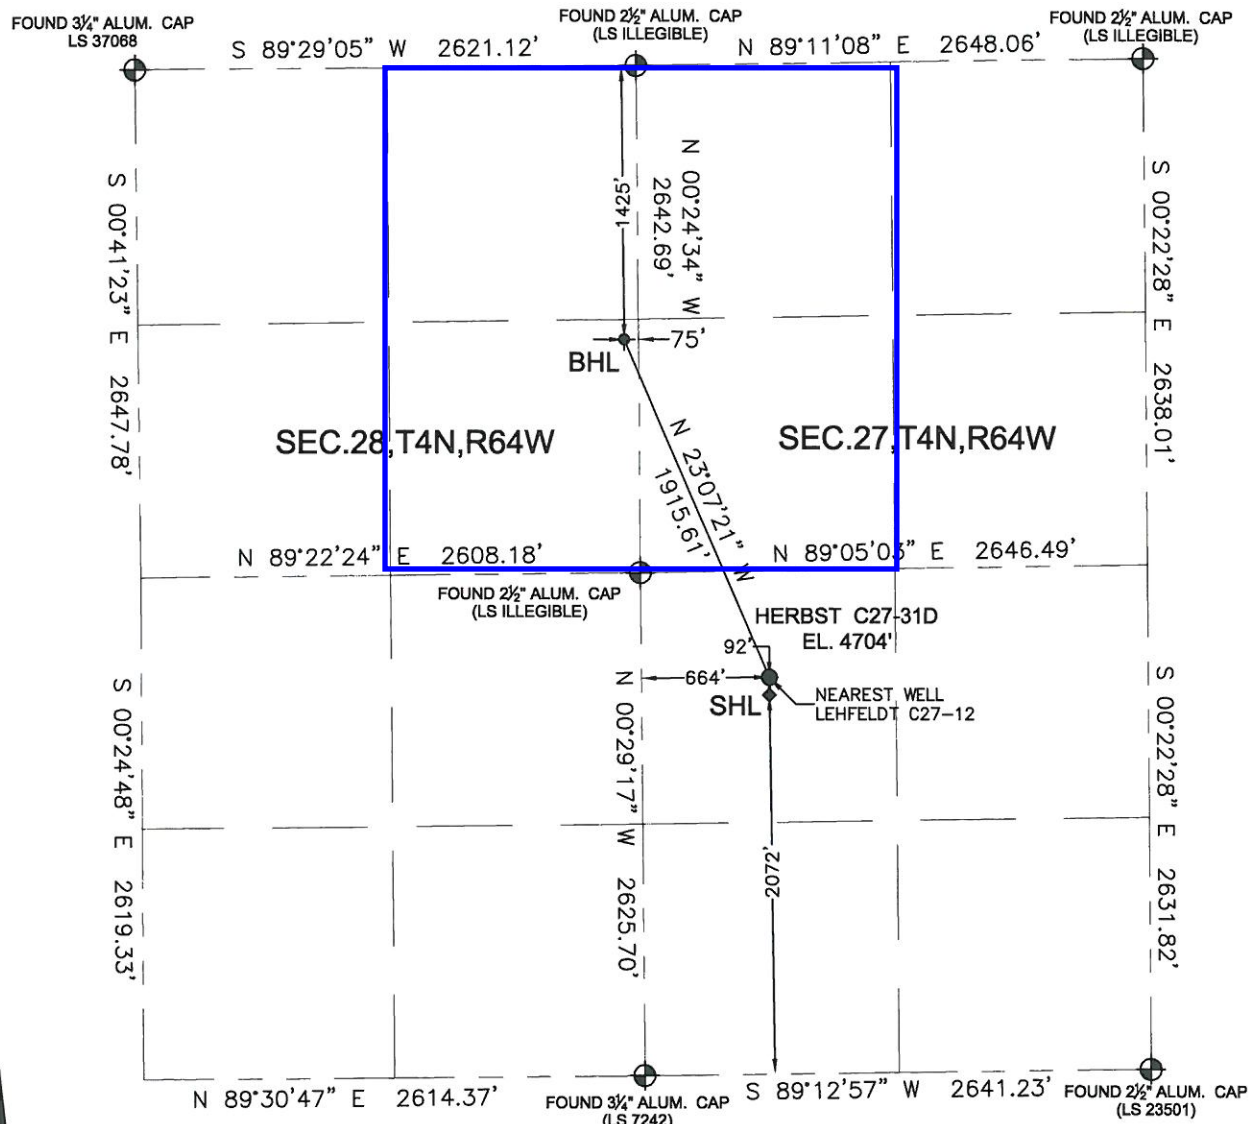 FOUND 3¼" ALUM. CAP
LS 37068
FOUND 2½" ALUM. CAP
(LS ILLEGIBLE)
FOUND 2½" ALUM. CAP
(LS ILLEGIBLE)
S 89°29'05" W 2621.12'
N 89°11'08" E 2648.06'
S 00°41'23" E 2647.78'
1425'
N 00°24'34" W
2642.69'
S 00°22'28" E 2638.01'
75'
BHL
SEC.28,T4N,R64W
SEC.27,T4N,R64W
N 23°07'21" W
1915.61'
N 89°22'24" E 2608.18'
N 89°05'03" E 2646.49'
FOUND 2½" ALUM. CAP
(LS ILLEGIBLE)
HERBST C27-31D
EL. 4704'
92'
664'
SHL
NEAREST WELL
LEHFELDT C27-12
S 00°24'48" E 2619.33'
N 00°29'17" W 2625.70'
2072'
S 00°22'28" E 2631.82'
N 89°30'47" E 2614.37'
S 89°12'57" W 2641.23'
FOUND 3¼" ALUM. CAP
(LS 7242)
FOUND 2½" ALUM. CAP
(LS 23501)